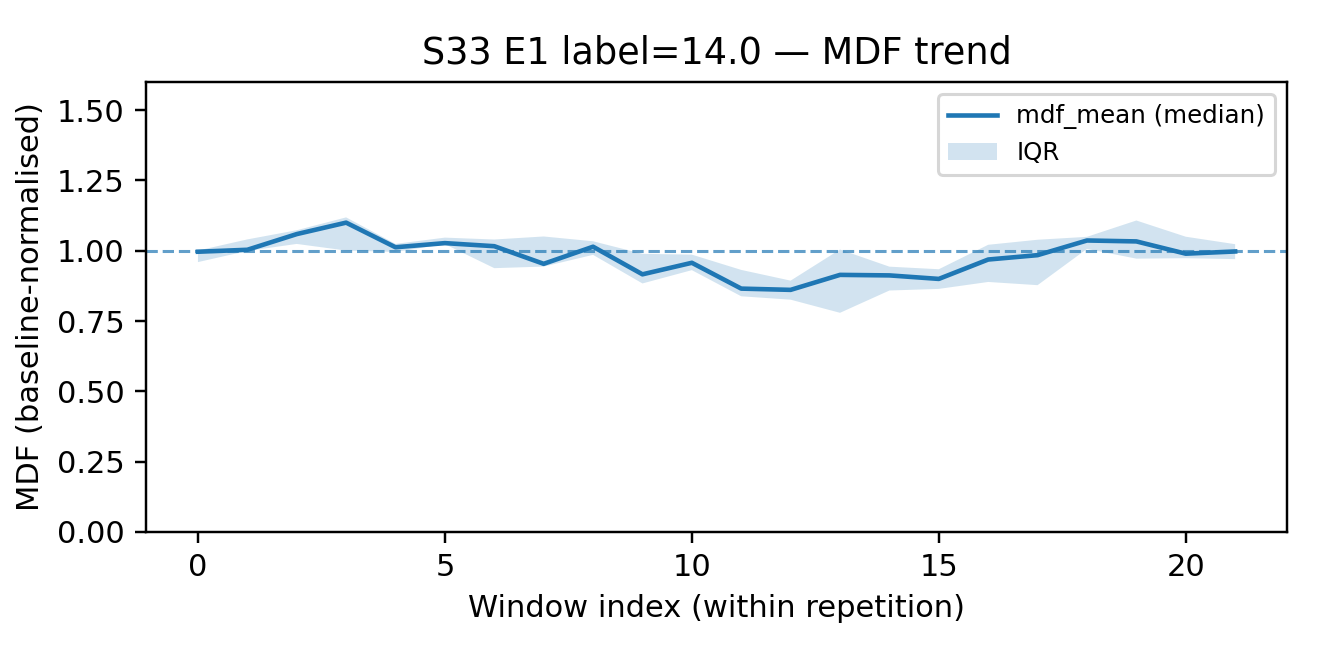 S33 E1 label=14.0 — MDF trend
MDF (baseline-normalised)
1.50
1.25
1.00
0.75
0.50
0.25
0.00
mdf_mean (median)
IQR
0 5 10 15 20
Window index (within repetition)